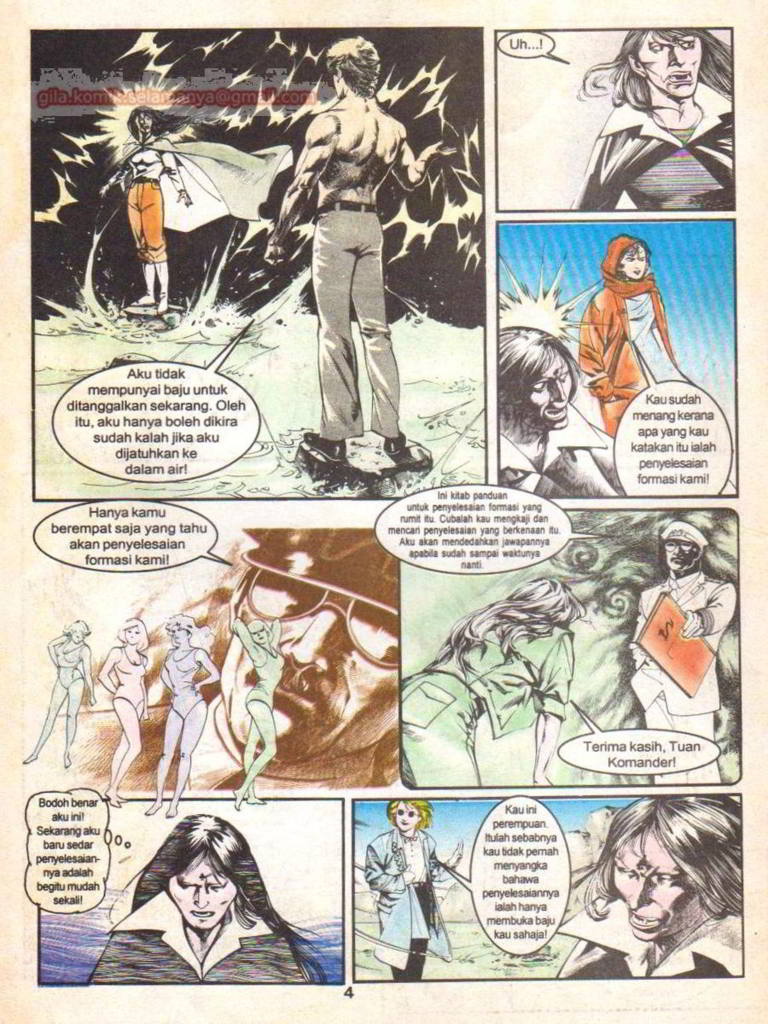 gila.komik.selamanya@gmail.com
Aku tidak
mempunyai baju untuk
ditanggalkan sekarang. Oleh
itu, aku hanya boleh dikira
sudah kalah jika aku
dijatuhkan ke
dalam air!
Uh...!
Kau sudah
menang kerana
apa yang kau
katakan itu ialah
penyelesaian
formasi kami!
Hanya kamu
berempat saja yang tahu
akan penyelesaian
formasi kami!
Ini kitab panduan
untuk penyelesaian formasi yang
rumit itu. Cubalah kau mengkaji dan
mencari penyelesaian yang berkenaan itu.
Aku akan mendedahkan jawapannya
apabila sudah sampai waktunya
nanti.
Terima kasih, Tuan
Komander!
Bodoh benar
aku ini!
Sekarang aku
baru sedar
penyelesaian-
nya adalah
begitu mudah
sekali!
Kau ini
perempuan.
Itulah sebabnya
kau tidak pernah
menyangka
bahawa
penyelesaiannya
ialah hanya
membuka baju
kau sahaja!
4